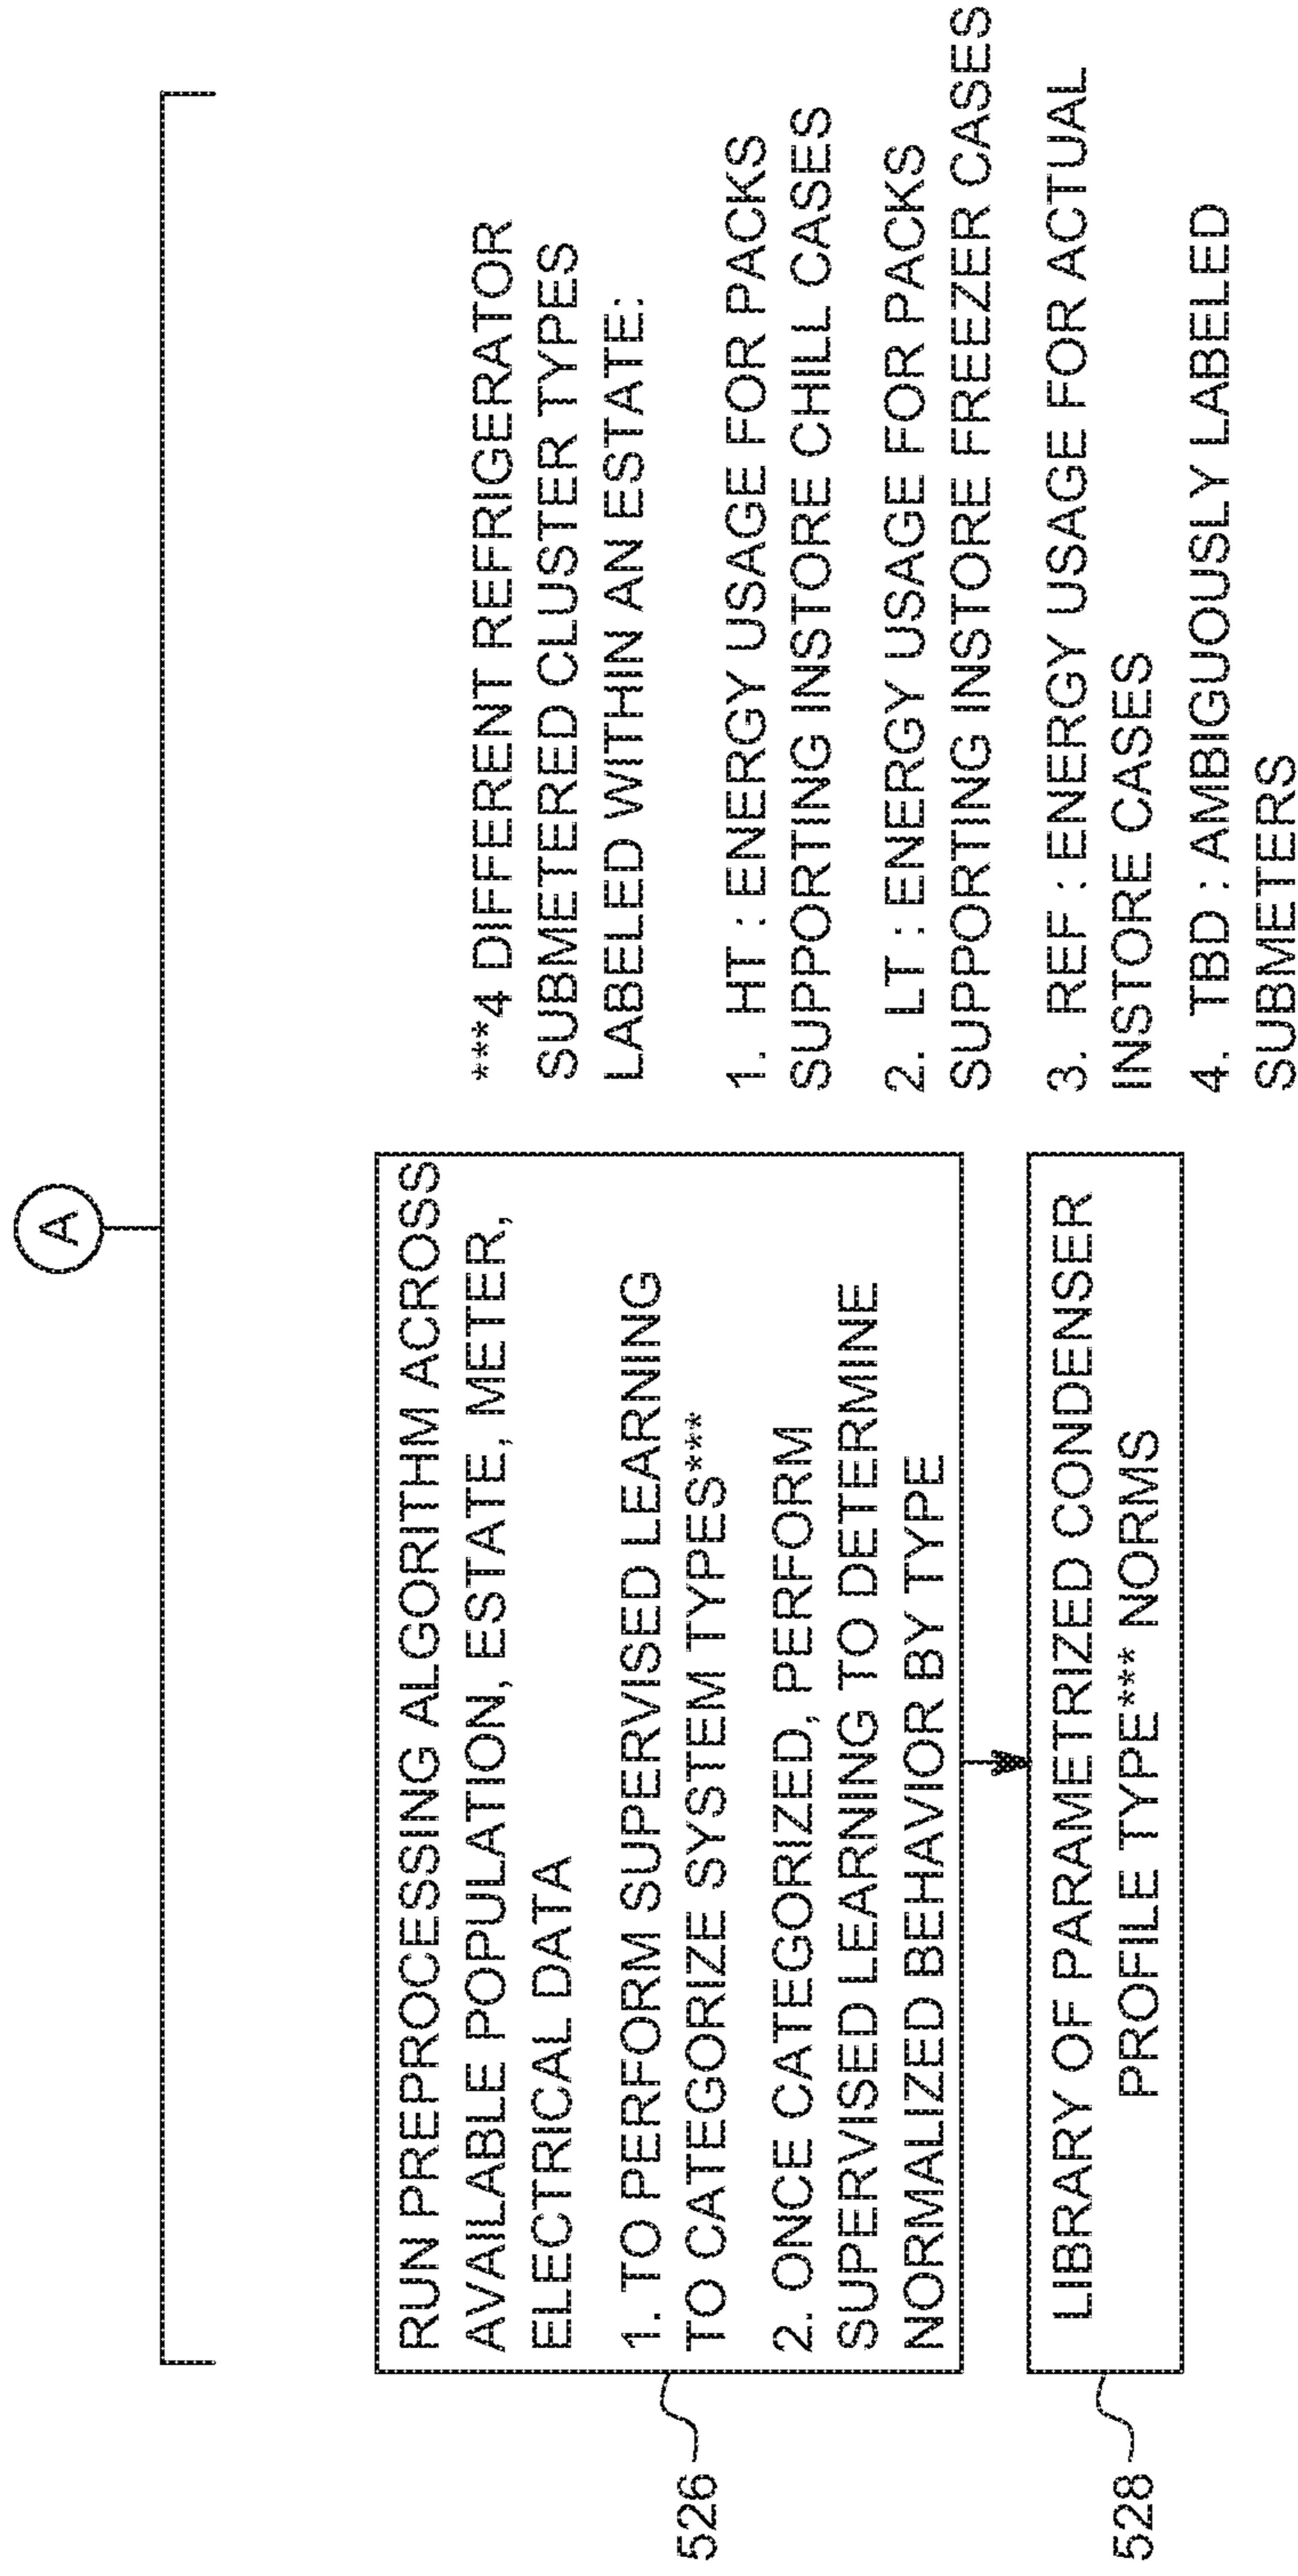 A
RUN PREPROCESSING ALGORITHM ACROSS
AVAILABLE POPULATION, ESTATE, METER,
ELECTRICAL DATA
1. TO PERFORM SUPERVISED LEARNING
TO CATEGORIZE SYSTEM TYPES***
2. ONCE CATEGORIZED, PERFORM
SUPERVISED LEARNING TO DETERMINE
NORMALIZED BEHAVIOR BY TYPE
526
LIBRARY OF PARAMETRIZED CONDENSER
PROFILE TYPE*** NORMS
528
***4 DIFFERENT REFRIGERATOR
SUBMETERED CLUSTER TYPES
LABELED WITHIN AN ESTATE:
1. HT : ENERGY USAGE FOR PACKS
SUPPORTING INSTORE CHILL CASES
2. LT : ENERGY USAGE FOR PACKS
SUPPORTING INSTORE FREEZER CASES
3. REF : ENERGY USAGE FOR ACTUAL
INSTORE CASES
4. TBD : AMBIGUOUSLY LABELED
SUBMETERS